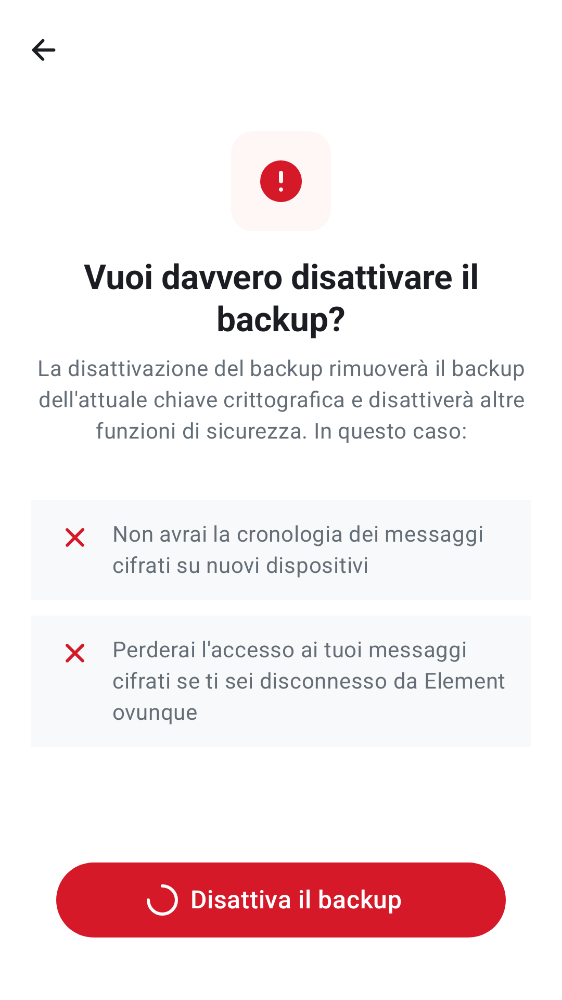 Vuoi davvero disattivare il
backup?
La disattivazione del backup rimuoverà il backup
dell'attuale chiave crittografica e disattiverà altre
funzioni di sicurezza. In questo caso:
Non avrai la cronologia dei messaggi
cifrati su nuovi dispositivi
Perderai l'accesso ai tuoi messaggi
cifrati se ti sei disconnesso da Element
ovunque
Disattiva il backup